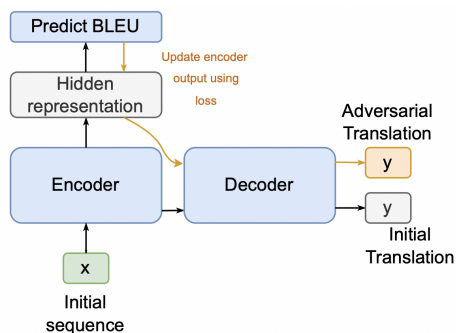 Predict BLEU
Update encoder
output using
loss
Hidden
representation
Adversarial
Translation
Encoder
Decoder
y
y
Initial
Translation
x
Initial
sequence